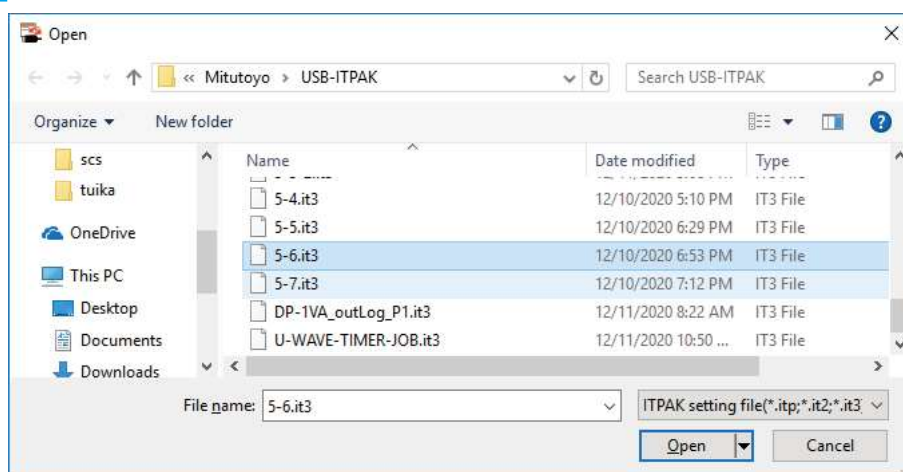 Open
« Mitutoyo › USB-ITPAK
Search USB-ITPAK
Organize
New folder
Name
Date modified
Type
scs
tuika
OneDrive
This PC
Desktop
Documents
Downloads
5-4.it3 12/10/2020 5:10 PM IT3 File
5-5.it3 12/10/2020 6:29 PM IT3 File
5-6.it3 12/10/2020 6:53 PM IT3 File
5-7.it3 12/10/2020 7:12 PM IT3 File
DP-1VA_outLog_P1.it3 12/11/2020 8:22 AM IT3 File
U-WAVE-TIMER-JOB.it3 12/11/2020 10:50 ... IT3 File
File name: 5-6.it3
ITPAK setting file(*.itp;*.it2;*.it3
Open
Cancel